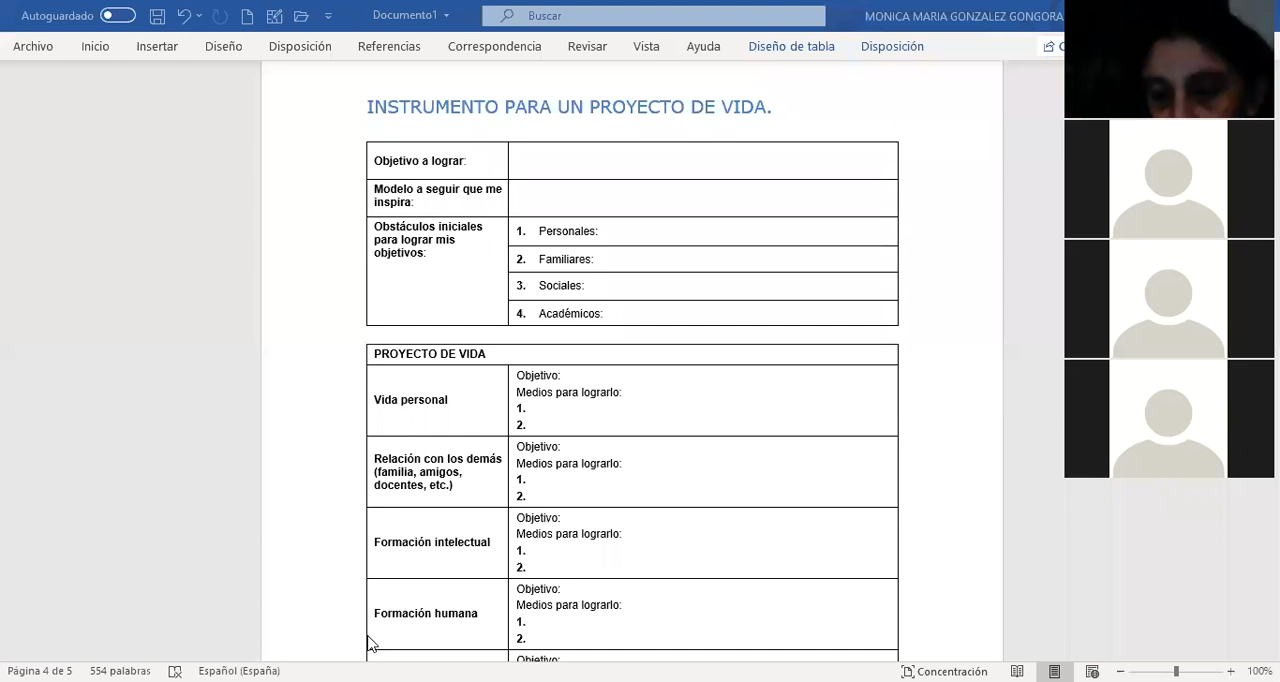 Autoguardado
Documento1
Buscar
MONICA MARIA GONZALEZ GONGORA
Archivo Inicio Insertar Diseño Disposición Referencias Correspondencia Revisar Vista Ayuda Diseño de tabla Disposición
INSTRUMENTO PARA UN PROYECTO DE VIDA.
Objetivo a lograr:
Modelo a seguir que me
inspira:
Obstáculos iniciales
para lograr mis
objetivos:
1. Personales:
2. Familiares:
3. Sociales:
4. Académicos:
PROYECTO DE VIDA
Vida personal
Objetivo:
Medios para lograrlo:
1.
2.
Relación con los demás
(familia, amigos,
docentes, etc.)
Objetivo:
Medios para lograrlo:
1.
2.
Formación intelectual
Objetivo:
Medios para lograrlo:
1.
2.
Formación humana
Objetivo:
Medios para lograrlo:
1.
2.
Objetivo:
Página 4 de 5 554 palabras Español (España) Concentración 100%